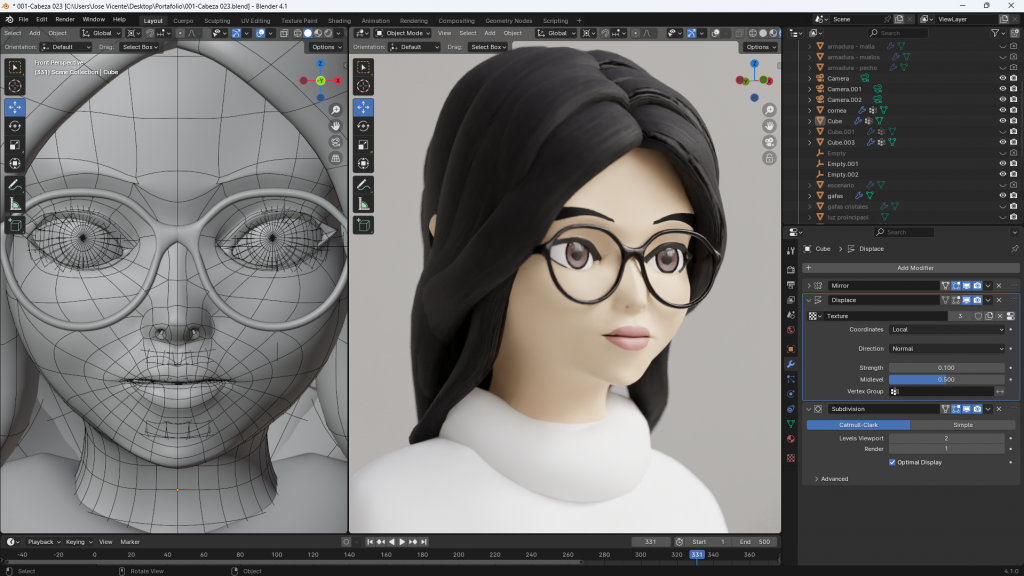 * 001-Cabeza 023 [C:\Users\Jose Vicente\Desktop\Portafolio\001-Cabeza 023.blend] - Blender 4.1
File Edit Render Window Help Layout Modeling Sculpting UV Editing Texture Paint Shading Animation Rendering Compositing Geometry Nodes Scripting + Scene ViewLayer
Select Add Object Global Object Mode View Select Add Object Global
Orientation: Default Drag: Select Box Options Orientation: Default Drag: Select Box Options
Front Perspective
(331) Scene Collection | Cube
armadura - malla
armadura - pecho
Camera
Camera.001
Camera.002
cornea
Cube
Cube.001
Cube.003
Empty
Empty.001
Empty.002
escenario
gafas
gafas cristales
luz proincipaol
Search
Cube > Displace
+ Add Modifier
Mirror
Displace
Texture 3
Coordinates Local
Direction Normal
Strength 0.100
Midlevel 0.500
Vertex Group
Subdivision
Catmull-Clark Simple
Levels Viewport 2
Render 1
Optimal Display
Advanced
Playback Keying View Marker 331 Start 1 End 500
-40 -20 0 20 40 60 80 100 120 140 160 180 200 220 240 260 280 300 320 331 340 360
Select Rotate View Object 4.1.0